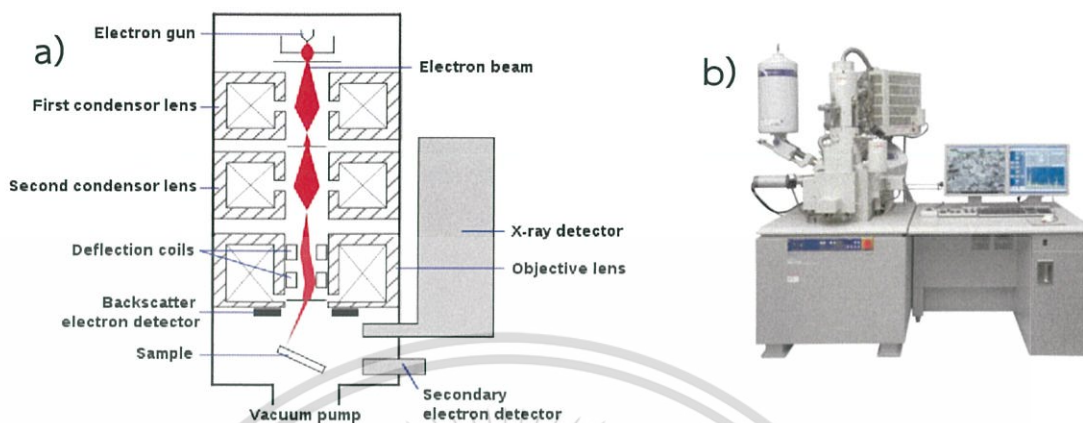 a)
Electron gun
Electron beam
First condensor lens
Second condensor lens
Deflection coils
X-ray detector
Objective lens
Backscatter
electron detector
Sample
Secondary
electron detector
Vacuum pump
b)